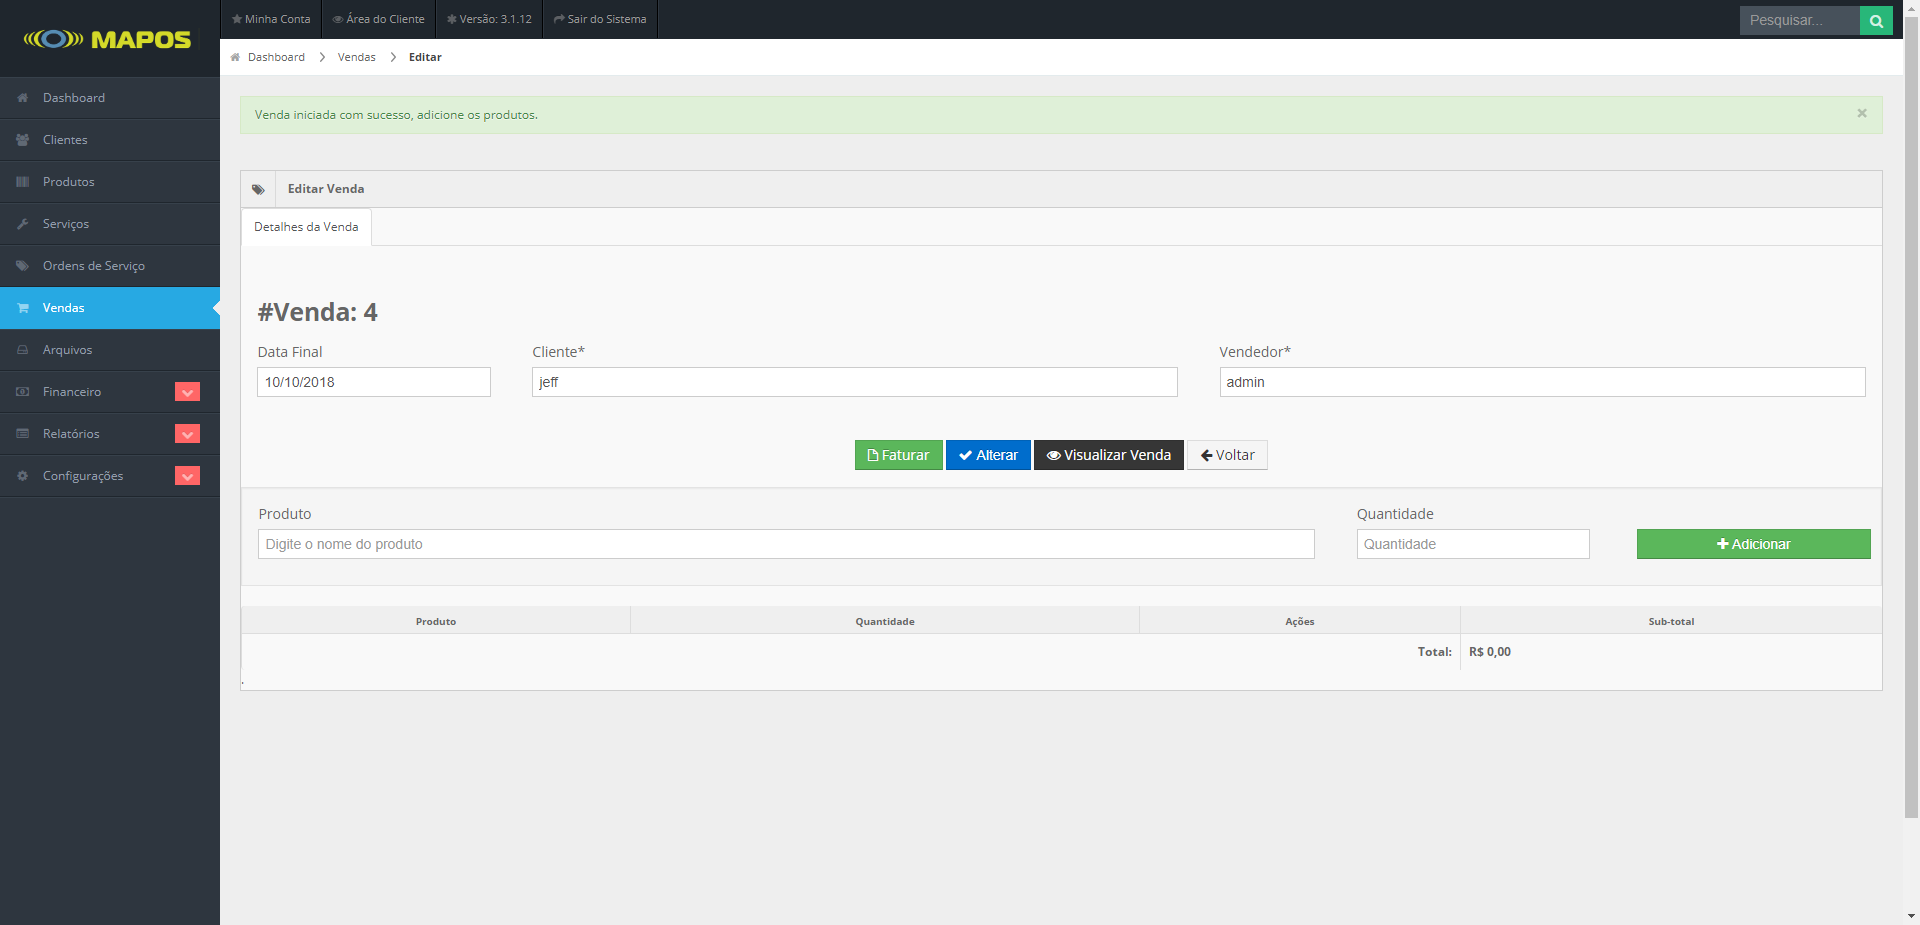 MAPOS
Minha Conta
Área do Cliente
Versão: 3.1.12
Sair do Sistema
Pesquisar...
Dashboard
Vendas
Editar
Dashboard
Clientes
Produtos
Serviços
Ordens de Serviço
Vendas
Arquivos
Financeiro
Relatórios
Configurações
Venda iniciada com sucesso, adicione os produtos.
×
Editar Venda
Detalhes da Venda
#Venda: 4
Data Final
Cliente*
Vendedor*
10/10/2018
jeff
admin
Faturar
Alterar
Visualizar Venda
Voltar
Produto
Quantidade
Digite o nome do produto
Quantidade
Adicionar
Produto
Quantidade
Ações
Sub-total
Total:
R$ 0,00
.